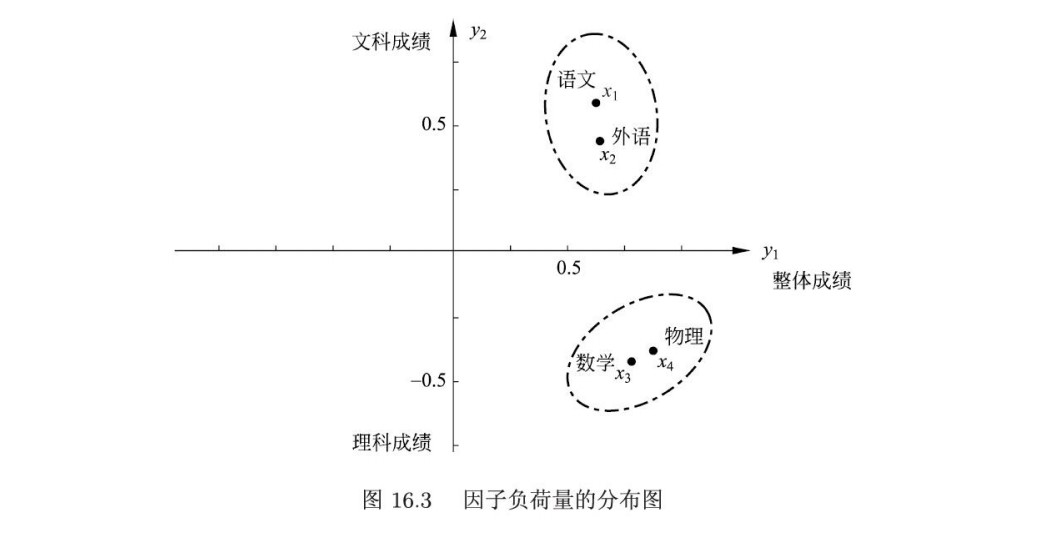 文科成绩 y2
语文 x1
0.5
外语
x2
0.5
y1
整体成绩
物理
数学 x3 x4
−0.5
理科成绩
图 16.3 因子负荷量的分布图